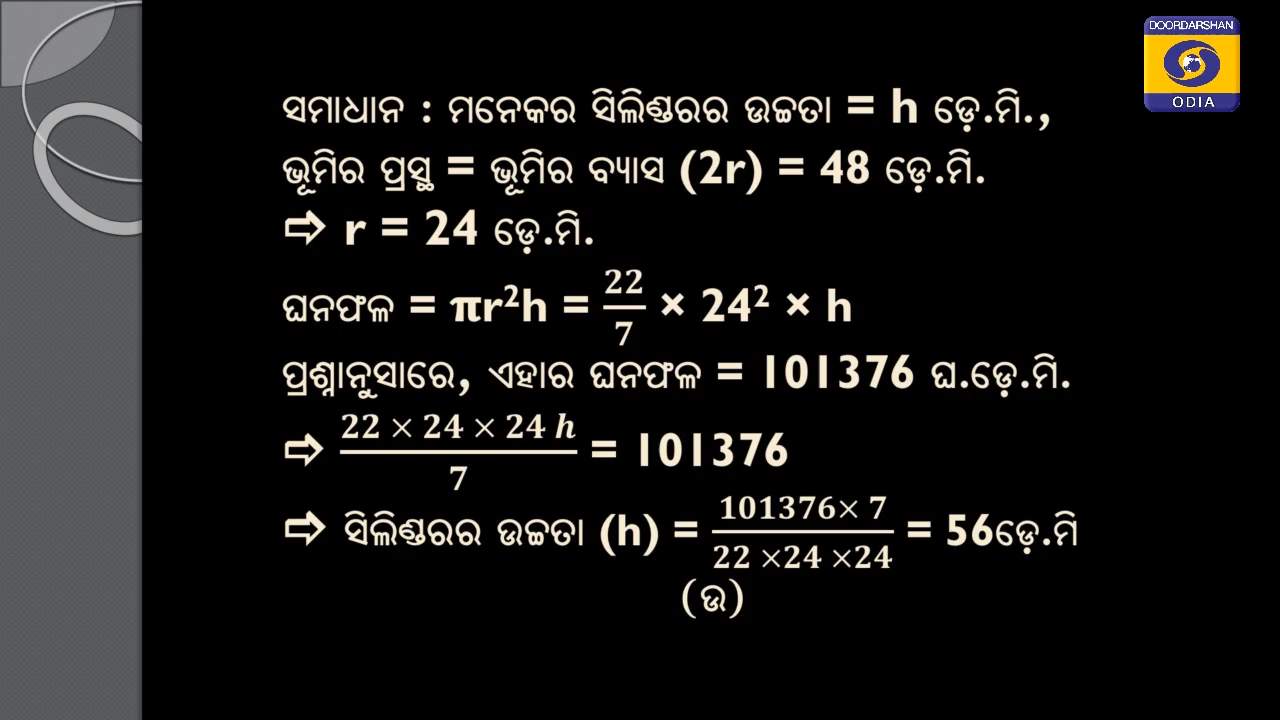 DOORDARSHAN
ODIA
ସମାଧାନ : ମନେକର ସିଲିଣ୍ଡରର ଉଚ୍ଚତା = h ଡ଼େ.ମି.,
ଭୂମିର ପ୍ରସ୍ଥ = ଭୂମିର ବ୍ୟାସ (2r) = 48 ଡ଼େ.ମି.
⇨ r = 24 ଡ଼େ.ମି.
ଘନଫଳ = πr²h = 22/7 × 24² × h
ପ୍ରଶ୍ନାନୁସାରେ, ଏହାର ଘନଫଳ = 101376 ଘ.ଡ଼େ.ମି.
⇨ (22 × 24 × 24 h)/7 = 101376
⇨ ସିଲିଣ୍ଡରର ଉଚ୍ଚତା (h) = (101376× 7)/(22 ×24 ×24) = 56ଡ଼େ.ମି
(ଉ)